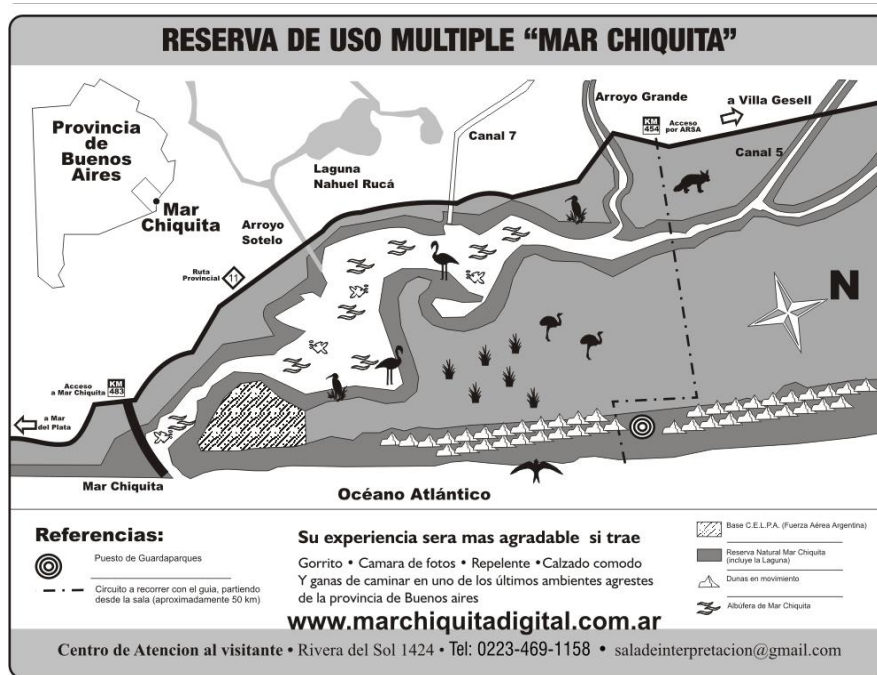 RESERVA DE USO MULTIPLE “MAR CHIQUITA”
Provincia
de
Buenos
Aires
Mar
Chiquita
Laguna
Nahuel Rucá
Arroyo
Sotelo
Canal 7
Arroyo Grande
KM
454
Acceso
por ARSA
a Villa Gesell
Canal 5
Ruta
Provincial
11
N
Acceso
a Mar Chiquita
KM
483
a Mar
del Plata
Mar Chiquita
Océano Atlántico
Referencias:
Puesto de Guardaparques
Circuito a recorrer con el guia, partiendo
desde la sala (aproximadamente 50 km)
Su experiencia sera mas agradable si trae
Gorrito • Camara de fotos • Repelente • Calzado comodo
Y ganas de caminar en uno de los últimos ambientes agrestes
de la provincia de Buenos aires
www.marchiquitadigital.com.ar
Base C.E.L.P.A. (Fuerza Aérea Argentina)
Reserva Natural Mar Chiquita
(incluye la Laguna)
Dunas en movimiento
Albúfera de Mar Chiquita
Centro de Atencion al visitante • Rivera del Sol 1424 • Tel: 0223-469-1158 • saladeinterpretacion@gmail.com